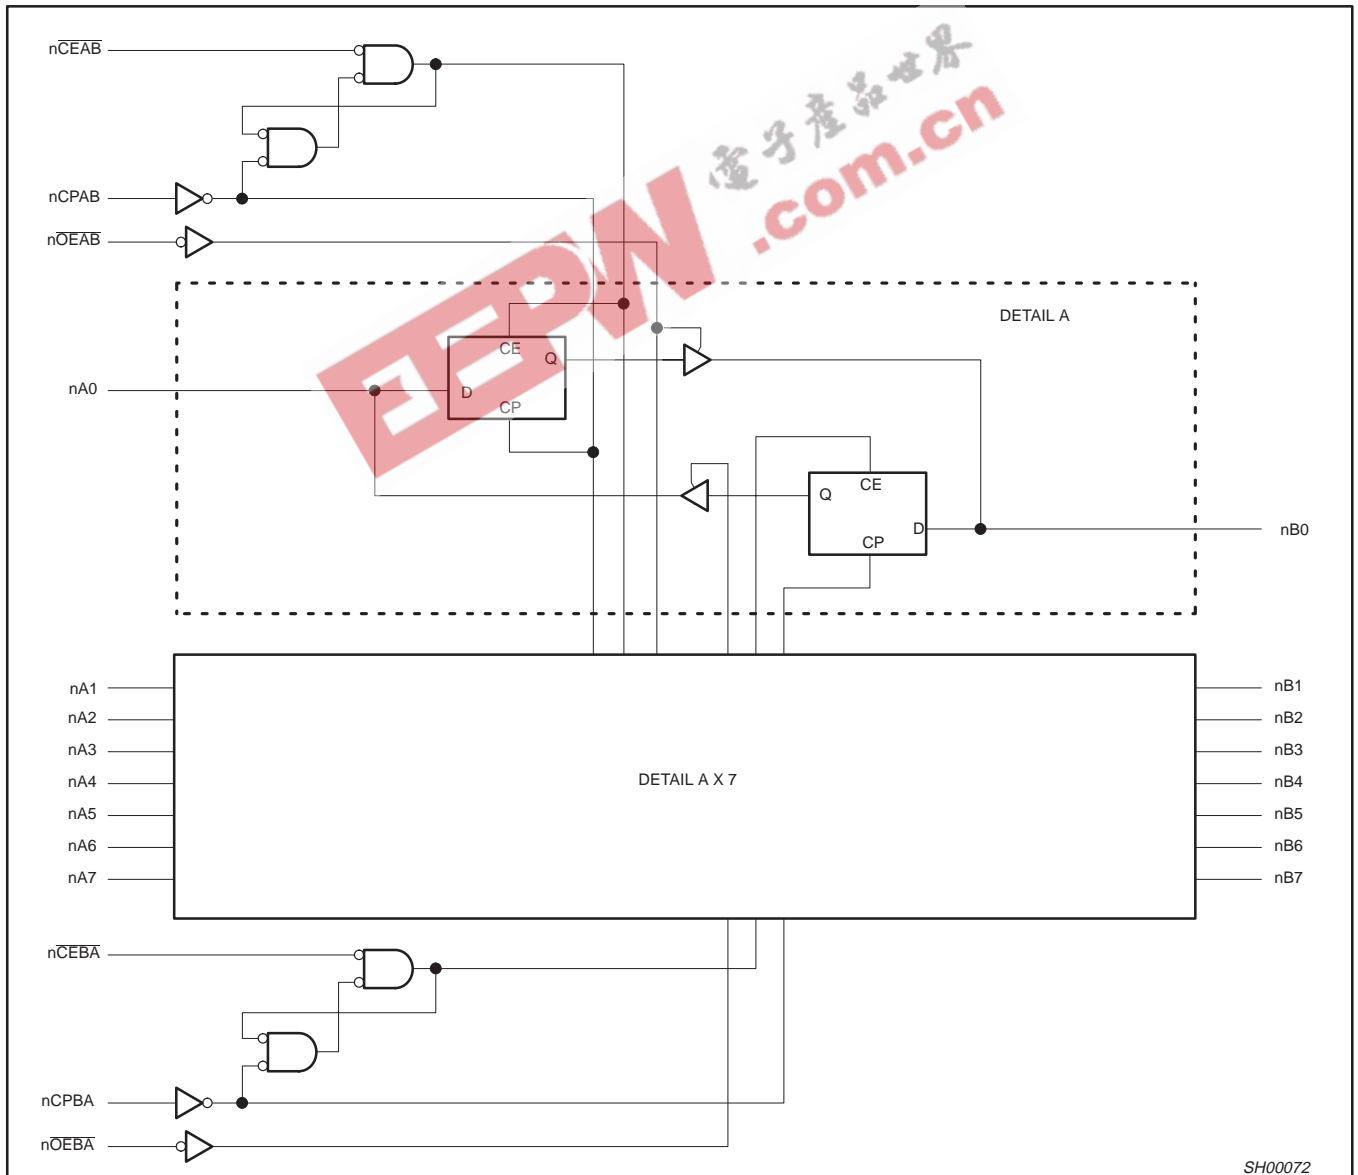 nCEAB
電子產品世界
.com.cn
EEPW
nCPAB
nOEAB
DETAIL A
CE
Q
nA0
D
CP
Q
CE
D
nB0
CP
nA1
nB1
nA2
nB2
nA3
nB3
DETAIL A X 7
nA4
nB4
nA5
nB5
nA6
nB6
nA7
nB7
nCEBA
nCPBA
nOEBA
SH00072